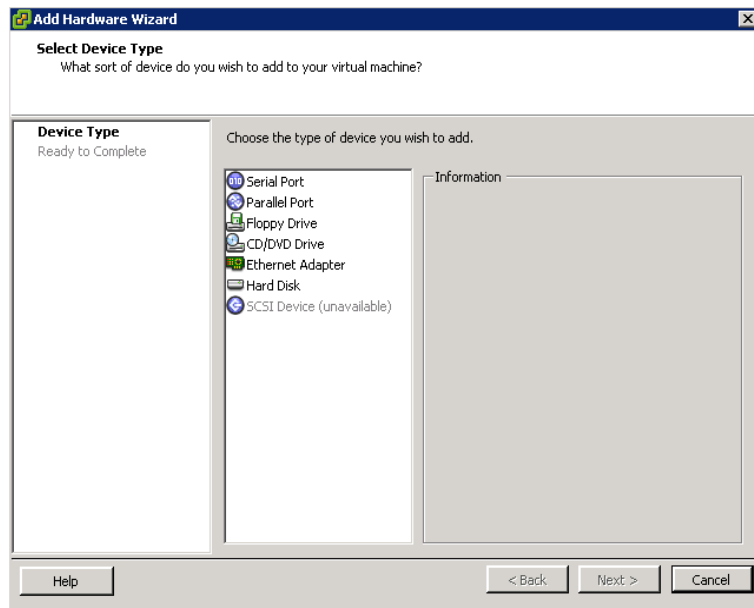 Add Hardware Wizard
Select Device Type
What sort of device do you wish to add to your virtual machine?
Device Type
Ready to Complete
Choose the type of device you wish to add.
Serial Port
Parallel Port
Floppy Drive
CD/DVD Drive
Ethernet Adapter
Hard Disk
SCSI Device (unavailable)
Information
Help
< Back
Next >
Cancel